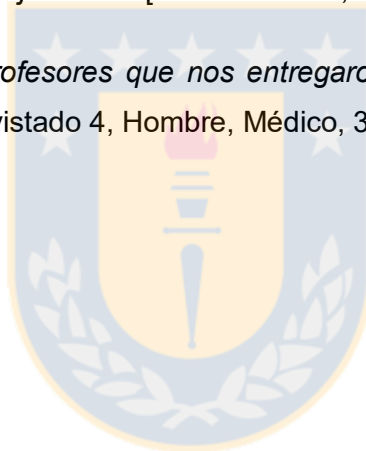 rofesores que nos entregaro
vistado 4, Hombre, Médico, 3